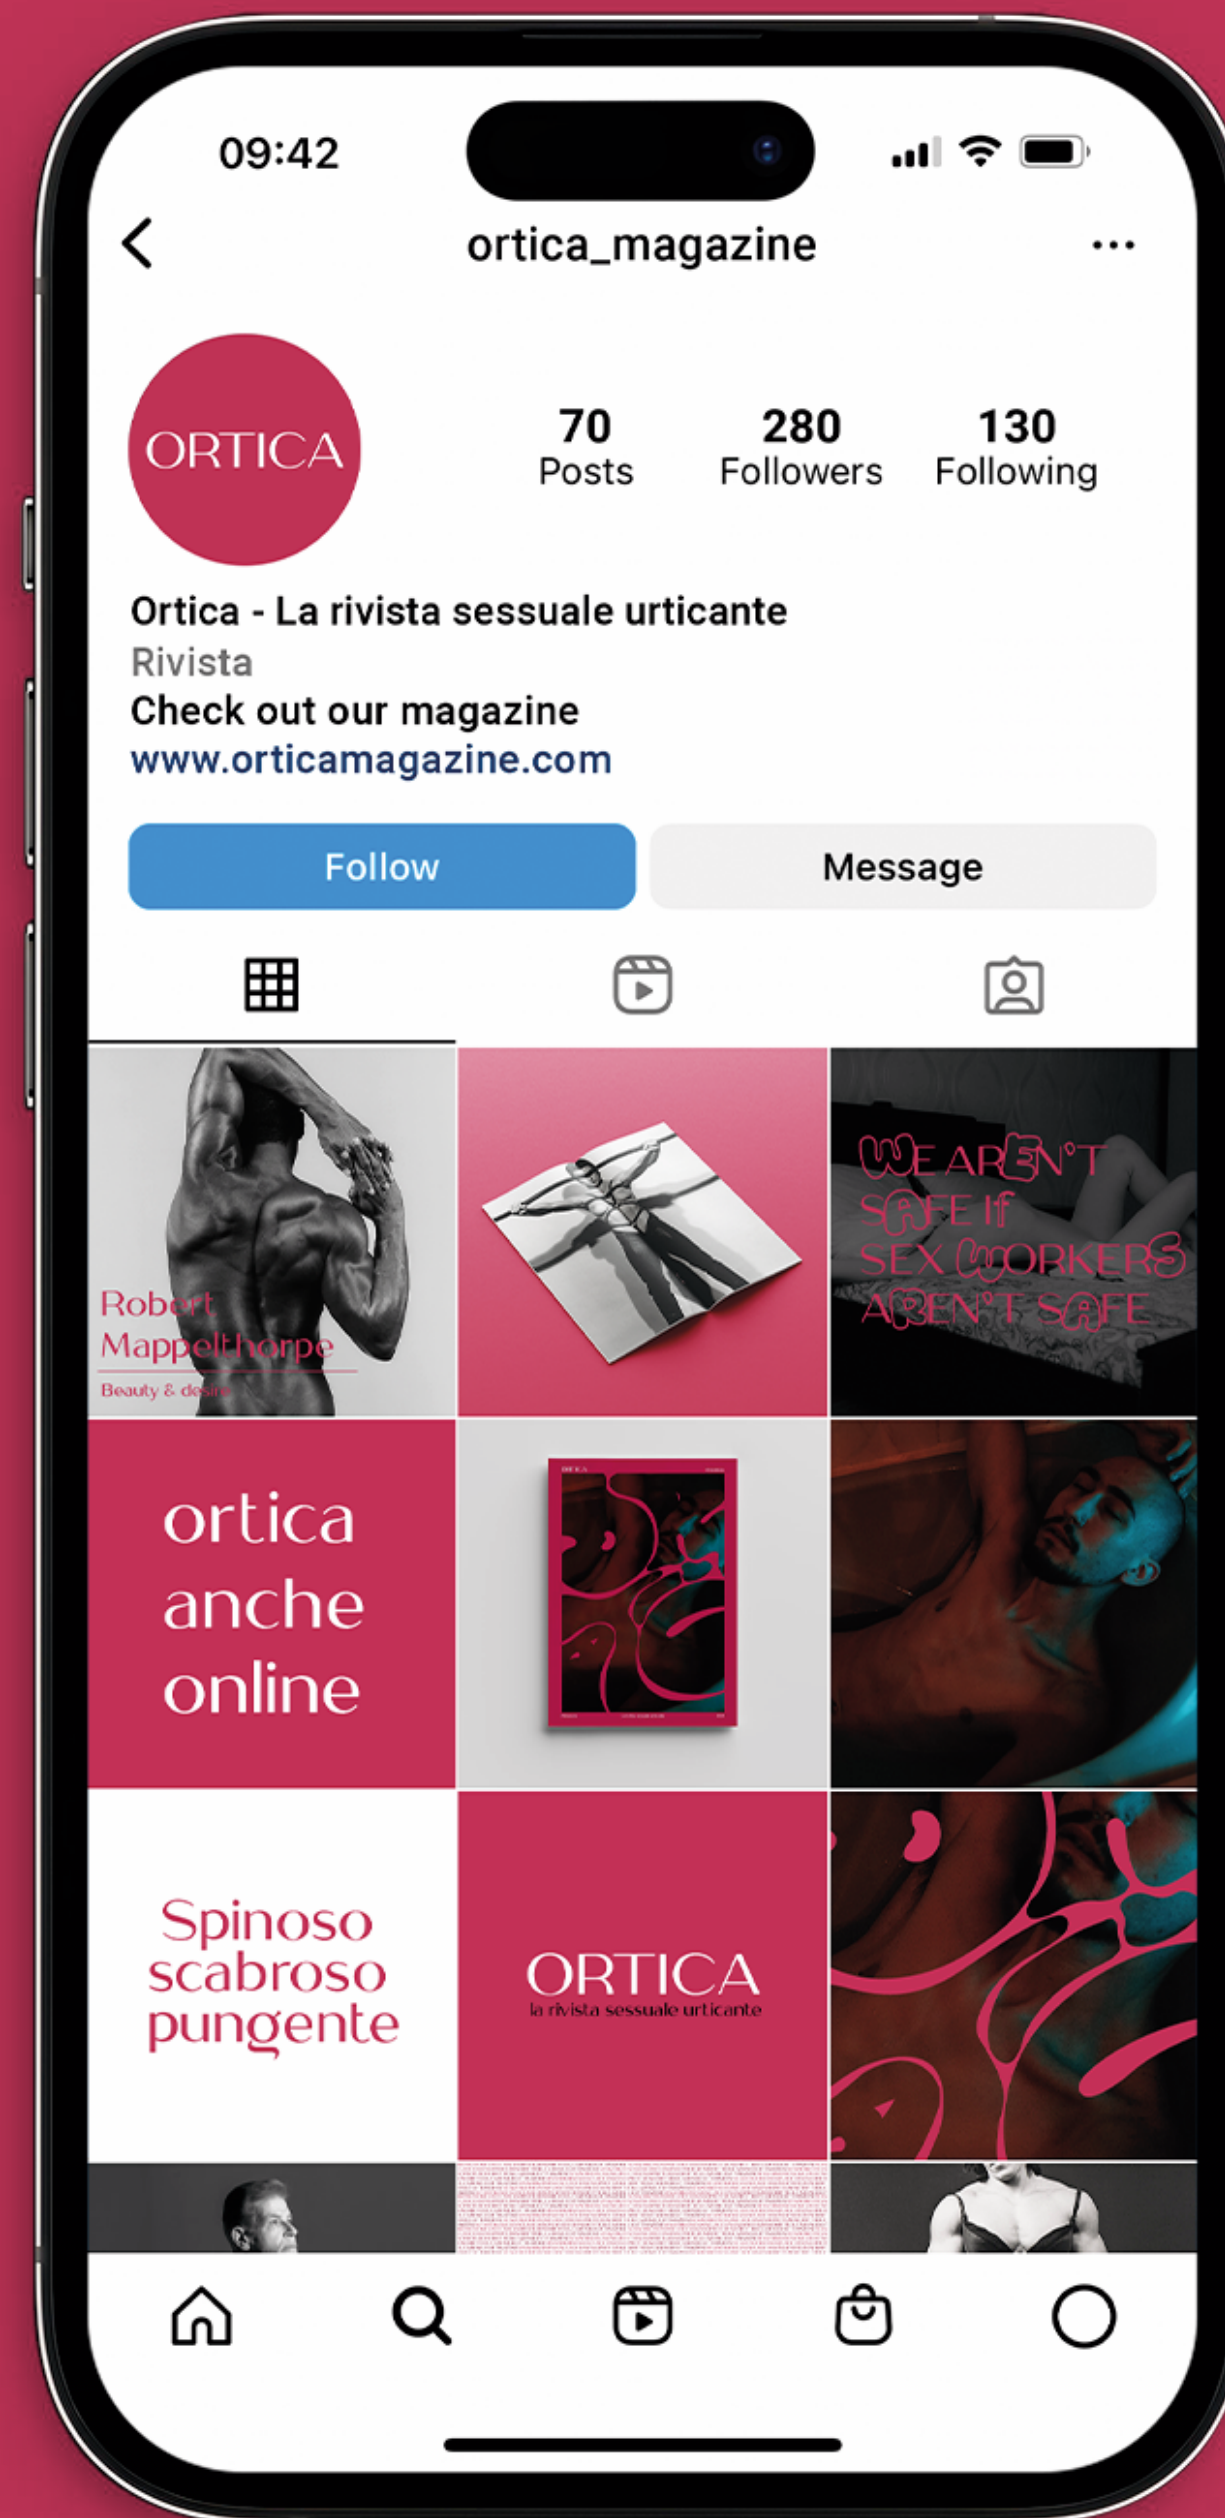 09:42
ortica_magazine
ORTICA
70
280
130
Posts
Followers
Following
Ortica - La rivista sessuale urticante
Rivista
Check out our magazine
www.orticamagazine.com
Follow
Message
Robert
Mappelthorpe
Beauty & desire
WE AREN'T
SAFE If
SEX WORKERS
AREN'T SAFE
ortica
anche
online
Spinoso
scabroso
pungente
ORTICA
la rivista sessuale urticante